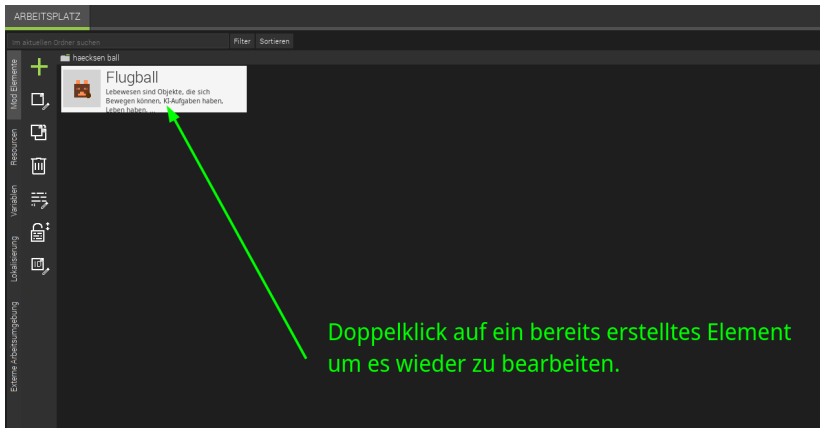 ARBEITSPLATZ
Im aktuellen Ordner suchen
Filter
Sortieren
haecksen ball
Mod Elemente
Resourcen
Variablen
Lokalisierung
Externe Arbeitsumgebung
Flugball
Lebewesen sind Objekte, die sich
Bewegen können, KI-Aufgaben haben,
Leben haben, ...
Doppelklick auf ein bereits erstelltes Element
um es wieder zu bearbeiten.